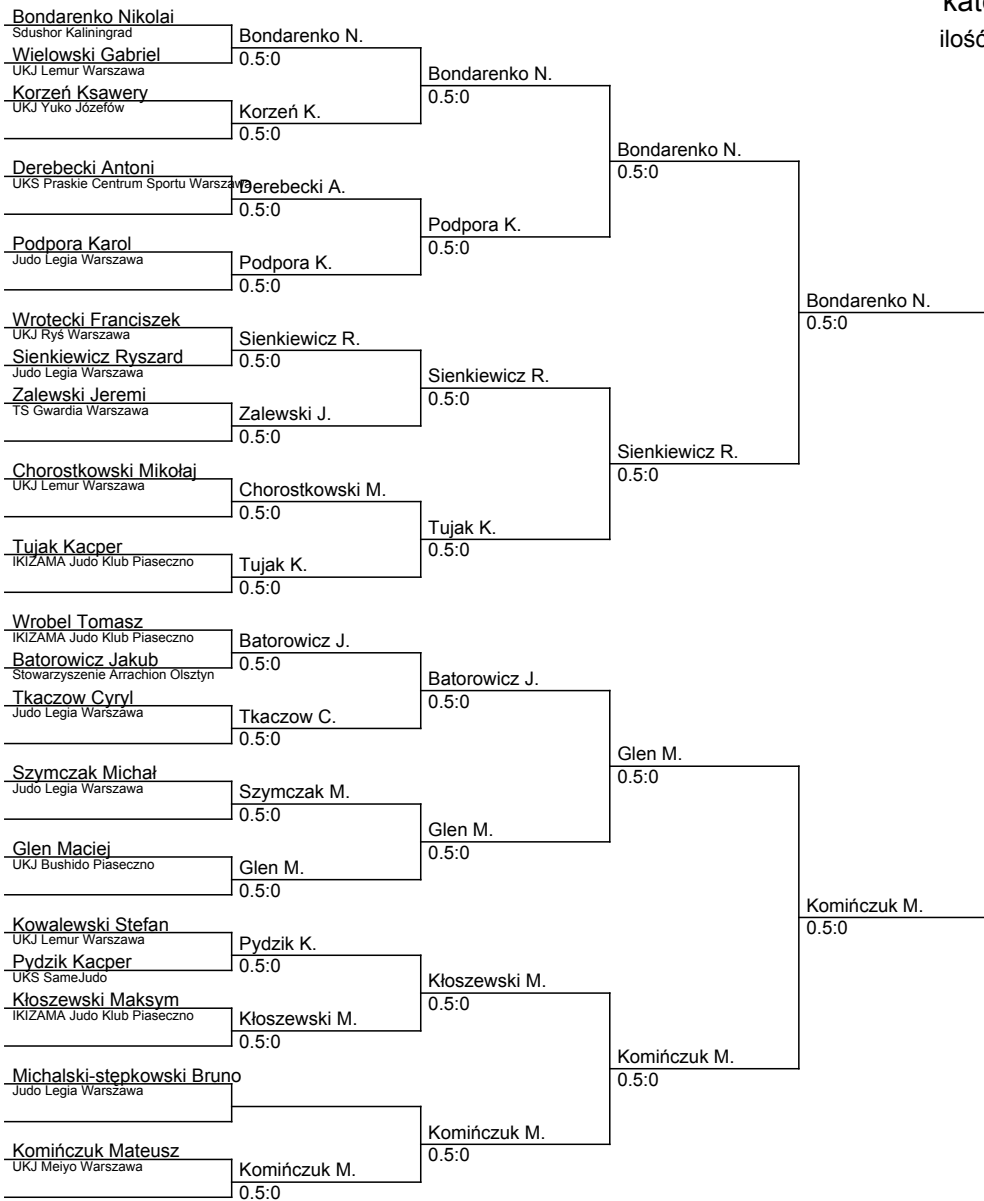 kate
ilość
Bondarenko Nikolai
Sdushor Kaliningrad
Wielowski Gabriel
UKJ Lemur Warszawa
Korzeń Ksawery
UKJ Yuko Józefów
Derebecki Antoni
UKS Praskie Centrum Sportu Warszawa
Podpora Karol
Judo Legia Warszawa
Wrotecki Franciszek
UKJ Ryś Warszawa
Sienkiewicz Ryszard
Judo Legia Warszawa
Zalewski Jeremi
TS Gwardia Warszawa
Chorostkowski Mikołaj
UKJ Lemur Warszawa
Tujak Kacper
IKIZAMA Judo Klub Piaseczno
Wrobel Tomasz
IKIZAMA Judo Klub Piaseczno
Batorowicz Jakub
Stowarzyszenie Arrachion Olsztyn
Tkaczow Cyryl
Judo Legia Warszawa
Szymczak Michał
Judo Legia Warszawa
Glen Maciej
UKJ Bushido Piaseczno
Kowalewski Stefan
UKJ Lemur Warszawa
Pydzik Kacper
UKS SameJudo
Kłoszewski Maksym
IKIZAMA Judo Klub Piaseczno
Michalski-stępkowski Bruno
Judo Legia Warszawa
Komińczuk Mateusz
UKJ Meiyo Warszawa
Bondarenko N.
0.5:0
Korzeń K.
0.5:0
Derebecki A.
0.5:0
Podpora K.
0.5:0
Sienkiewicz R.
0.5:0
Zalewski J.
0.5:0
Chorostkowski M.
0.5:0
Tujak K.
0.5:0
Batorowicz J.
0.5:0
Tkaczow C.
0.5:0
Szymczak M.
0.5:0
Glen M.
0.5:0
Pydzik K.
0.5:0
Kłoszewski M.
0.5:0
Komińczuk M.
0.5:0
Bondarenko N.
0.5:0
Podpora K.
0.5:0
Sienkiewicz R.
0.5:0
Tujak K.
0.5:0
Batorowicz J.
0.5:0
Glen M.
0.5:0
Kłoszewski M.
0.5:0
Komińczuk M.
0.5:0
Bondarenko N.
0.5:0
Sienkiewicz R.
0.5:0
Glen M.
0.5:0
Komińczuk M.
0.5:0
Bondarenko N.
0.5:0
Komińczuk M.
0.5:0